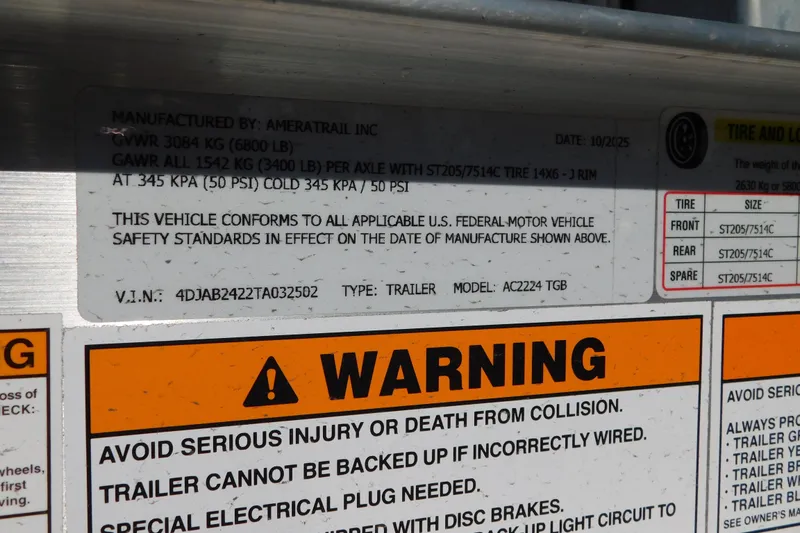 MANUFACTURED BY: AMERATRAIL INC
GVWR 3084 KG (6800 LB)
DATE: 10/2025
GAWR ALL 1542 KG (3400 LB) PER AXLE WITH ST205/7514C TIRE 14X6 - J RIM
AT 345 KPA (50 PSI) COLD 345 KPA / 50 PSI
THIS VEHICLE CONFORMS TO ALL APPLICABLE U.S. FEDERAL MOTOR VEHICLE
SAFETY STANDARDS IN EFFECT ON THE DATE OF MANUFACTURE SHOWN ABOVE.
V.I.N.: 4DJAB2422TA032502 TYPE: TRAILER MODEL: AC2224 TGB
TIRE AND
The weight of
2630 Kg or
TIRE SIZE
FRONT ST205/7514C
REAR ST205/7514C
SPARE ST205/7514C
G
oss of
HECK:
wheels,
first
ving.
WARNING
AVOID SERIOUS INJURY OR DEATH FROM COLLISION.
TRAILER CANNOT BE BACKED UP IF INCORRECTLY WIRED.
SPECIAL ELECTRICAL PLUG NEEDED.
WITH DISC BRAKES.
UP LIGHT CIRCUIT TO
AVOID
ALWAYS
· TRAILER
· TRAILER
· TRAILER
· TRAILER
· TRAILER
SEE OWNER'S